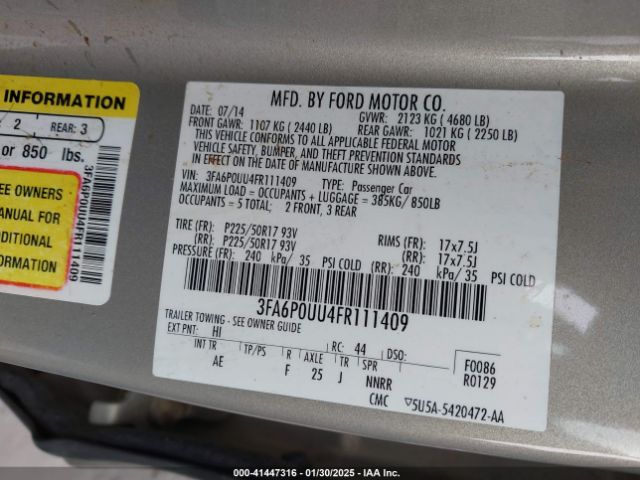 INFORMATION
2 REAR: 3
or 850 lbs.
EE OWNERS
ANUAL FOR
DDITIONAL
FORMATION
3FA6P0UU4FR111409
MFD. BY FORD MOTOR CO.
DATE: 07/14 GVWR: 2123 KG ( 4680 LB)
FRONT GAWR: 1107 KG ( 2440 LB) REAR GAWR: 1021 KG ( 2250 LB)
THIS VEHICLE CONFORMS TO ALL APPLICABLE FEDERAL MOTOR
VEHICLE SAFETY, BUMPER, AND THEFT PREVENTION STANDARDS
IN EFFECT ON THE DATE OF MANUFACTURE SHOWN ABOVE.
VIN: 3FA6P0UU4FR111409 TYPE: Passenger Car
MAXIMUM LOAD = OCCUPANTS + LUGGAGE = 385KG/ 850LB
OCCUPANTS = 5 TOTAL; 2 FRONT, 3 REAR
TIRE (FR): P225/50R17 93V RIMS (FR): 17x7.5J
(RR): P225/50R17 93V (RR): 17x7.5J
PRESSURE (FR): 240 kPa/ 35 PSI COLD (RR): 240 kPa/ 35 PSI COLD
3FA6P0UU4FR111409
TRAILER TOWING - SEE OWNER GUIDE
EXT PNT: HI RC: 44 DSO: F0086
INT TR TP/PS R AXLE TR SPR R0129
AE F 25 J NNRR
CMC 5U5A-5420472-AA
000-41447316 - 01/30/2025 - IAA Inc.